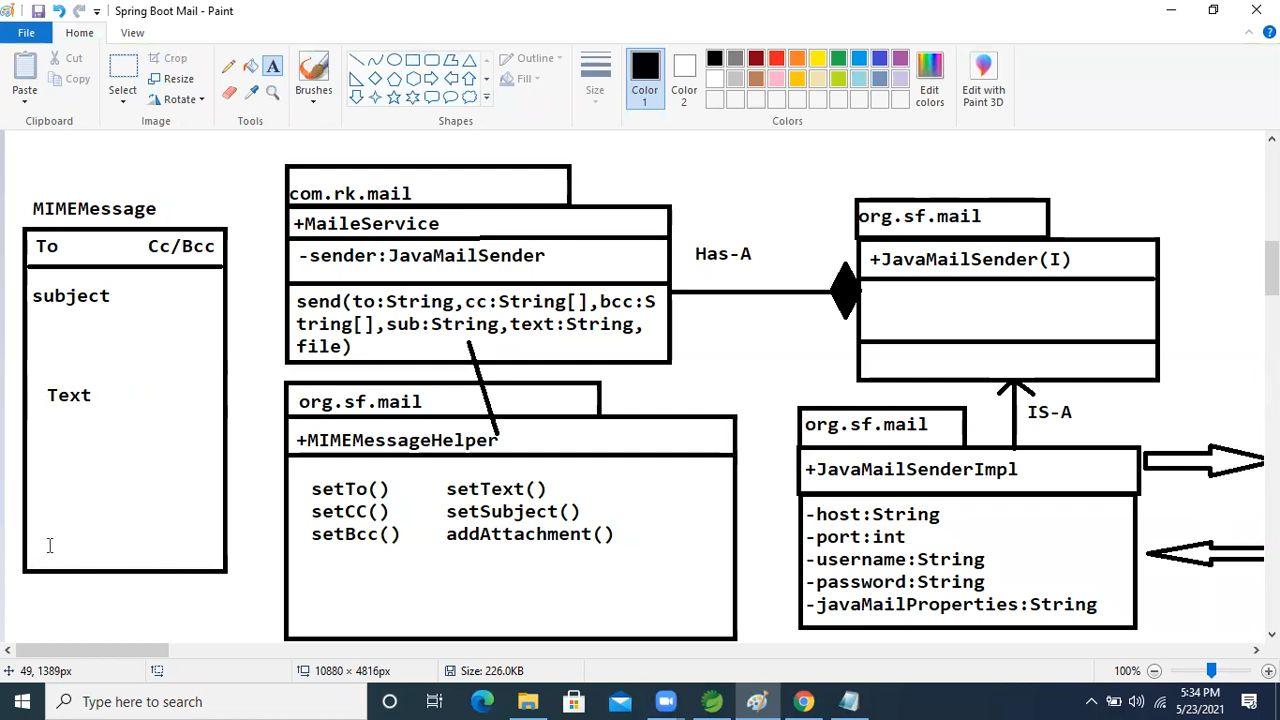 Spring Boot Mail - Paint
File
Home
View
Paste
Cut
Copy
Clipboard
Select
Crop
Resize
Rotate
Image
A
Tools
Brushes
Outline
Fill
Shapes
Size
Color 1
Color 2
Edit colors
Edit with Paint 3D
Colors
MIMEMessage
To Cc/Bcc
subject
Text
com.rk.mail
+MaileService
-sender:JavaMailSender
send(to:String,cc:String[],bcc:S
tring[],sub:String,text:String,
file)
Has-A
org.sf.mail
+JavaMailSender(I)
org.sf.mail
+MIMEMessageHelper
setTo() setText()
setCC() setSubject()
setBcc() addAttachment()
IS-A
org.sf.mail
+JavaMailSenderImpl
-host:String
-port:int
-username:String
-password:String
-javaMailProperties:String
49, 1389px
10880 × 4816px
Size: 226.0KB
100%
Type here to search
5:34 PM
5/23/2021